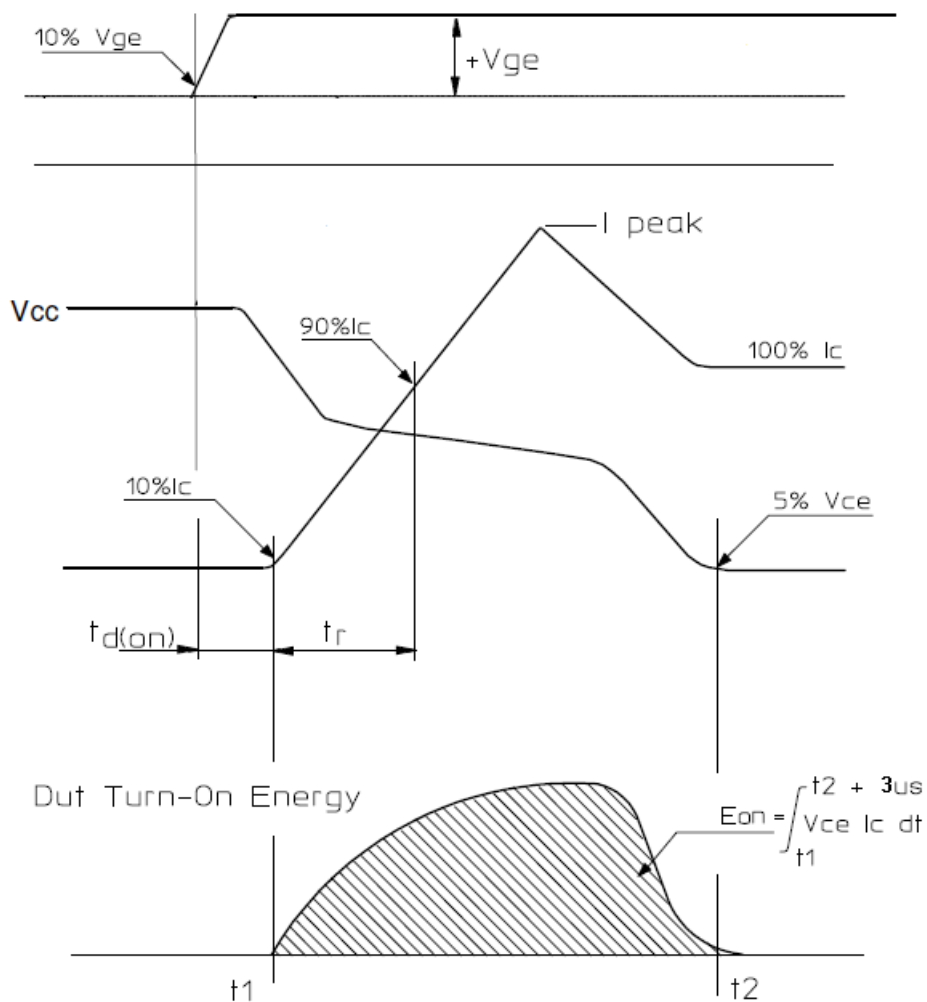 10% Vge
+Vge
I peak
Vcc
90%Ic
100% Ic
10%Ic
5% Vce
td(on)
tr
Dut Turn-On Energy
t2 + 3us
Eon = ∫ Vce Ic dt
t1
t1
t2